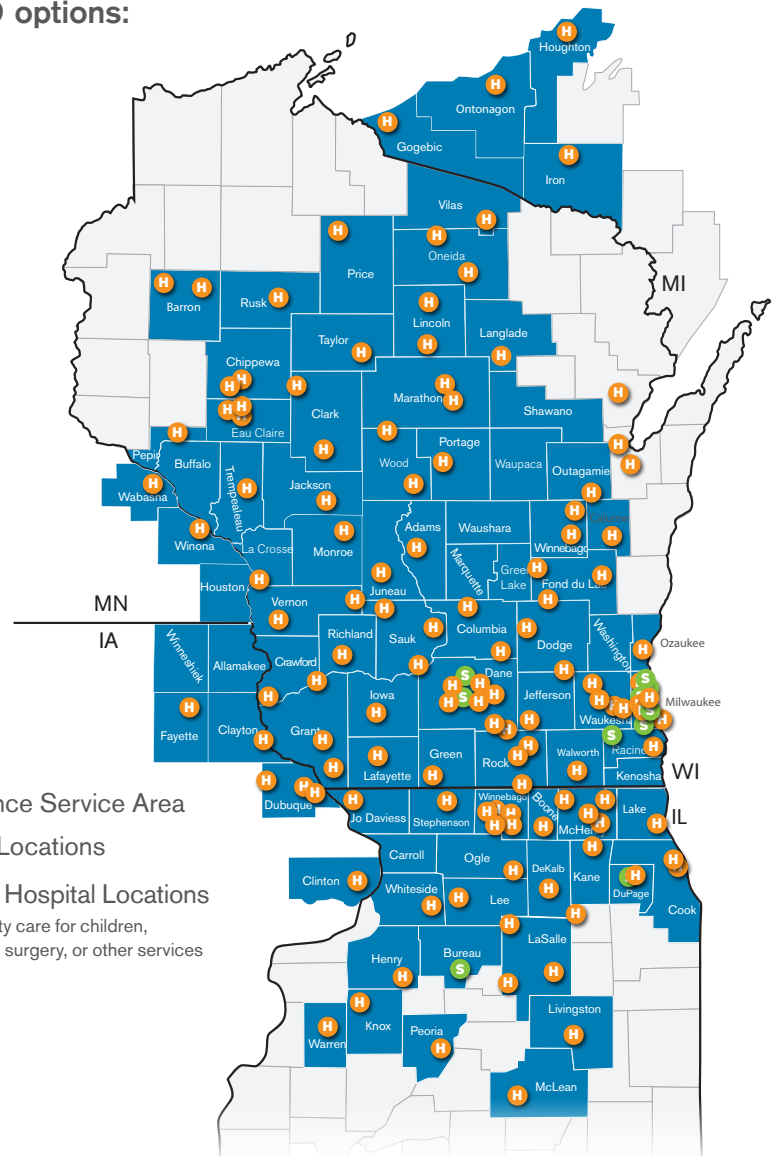 options:
Houghton
Ontonagon
Gogebic
Iron
Vilas
Oneida
Price
MI
Barron
Rusk
Lincoln
Taylor
Langlade
Chippewa
Marathon
Clark
Shawano
Eau Claire
Portage
Pepin
Buffalo
Wood
Waupaca
Outagamie
Trempealeau
Jackson
Wabasha
Adams
Waushara
Winona
La Crosse
Monroe
Marquette
Winnebago
Green
Lake
Fond du Lac
Houston
Juneau
MN
Vernon
IA
Richland
Sauk
Columbia
Dodge
Washington
Ozaukee
Winneshiek
Allamakee
Crawford
Dane
Iowa
Jefferson
Milwaukee
Waukesha
Fayette
Clayton
Grant
Green
Rock
Walworth
Racine
Lafayette
Kenosha
WI
Dubuque
Jo Daviess
Stephenson
Winnebago
Boone
McHenry
Lake
IL
nce Service Area
Locations
Hospital Locations
ty care for children,
surgery, or other services
Carroll
Ogle
DeKalb
Kane
DuPage
Cook
Clinton
Whiteside
Lee
LaSalle
Henry
Bureau
Livingston
Warren
Knox
Peoria
McLean
H
S